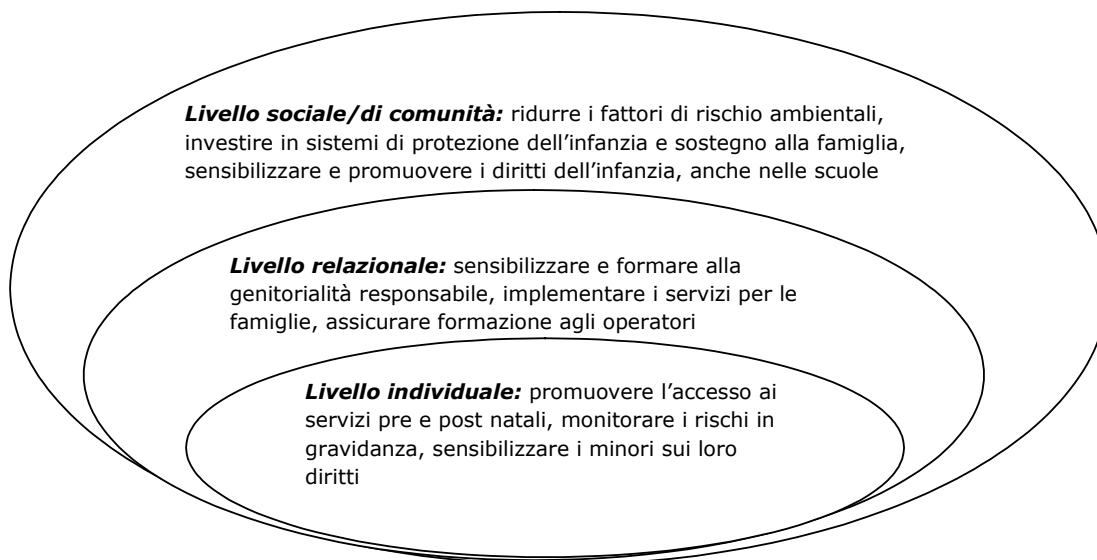 Livello sociale/di comunità: ridurre i fattori di rischio ambientali,
investire in sistemi di protezione dell’infanzia e sostegno alla famiglia,
sensibilizzare e promuovere i diritti dell’infanzia, anche nelle scuole
Livello relazionale: sensibilizzare e formare alla
genitorialità responsabile, implementare i servizi per le
famiglie, assicurare formazione agli operatori
Livello individuale: promuovere l’accesso ai
servizi pre e post natali, monitorare i rischi in
gravidanza, sensibilizzare i minori sui loro
diritti